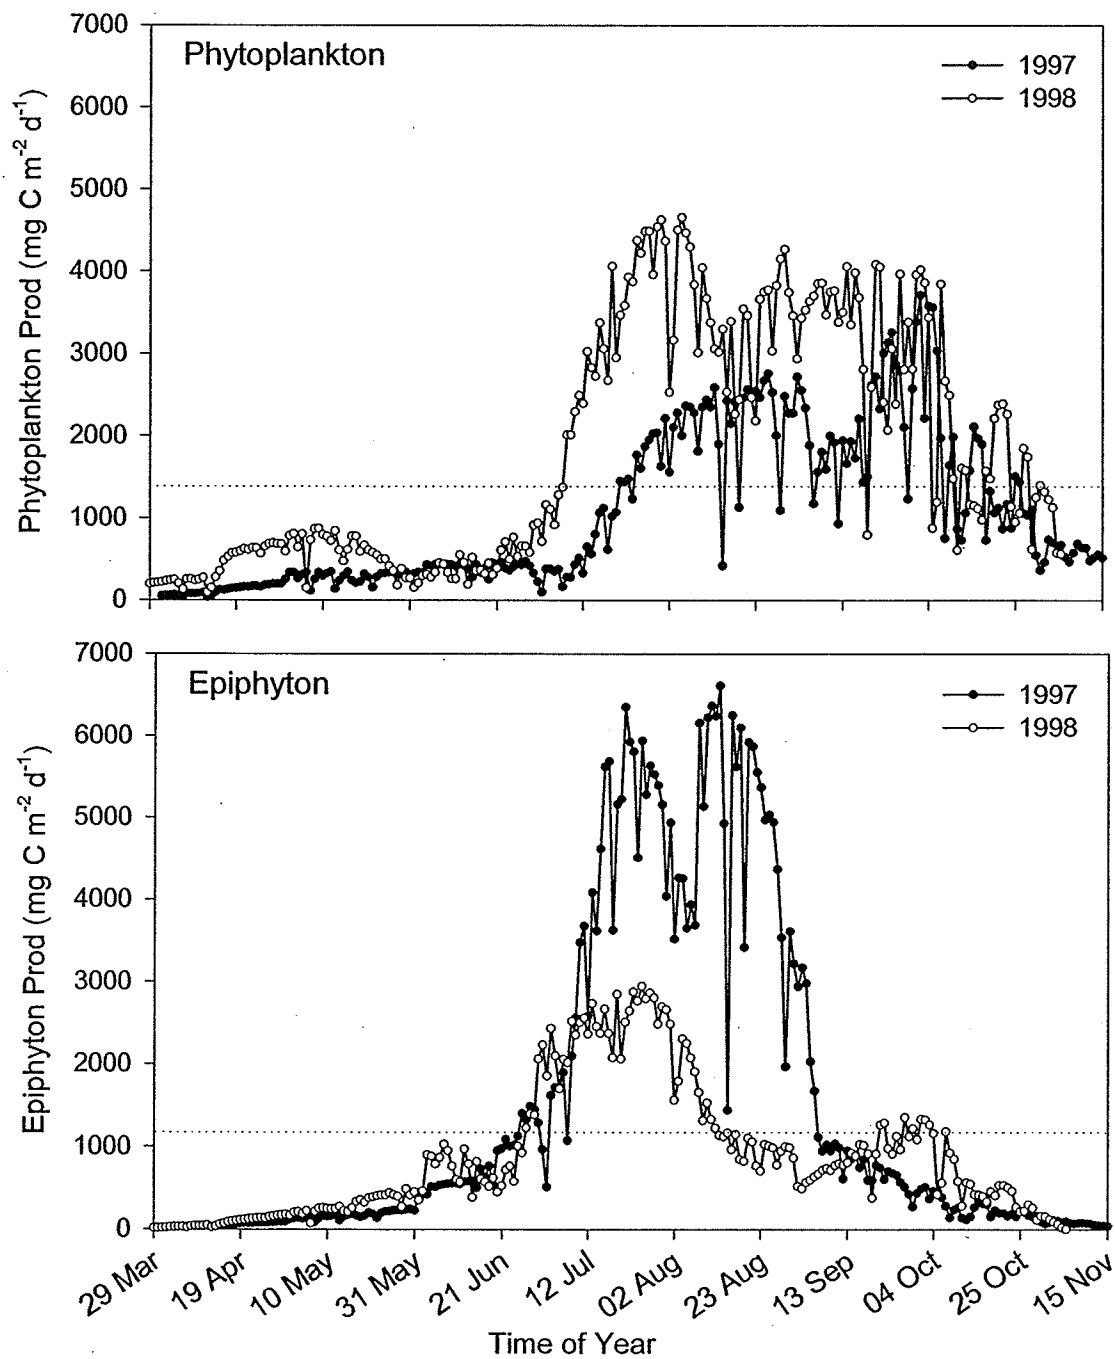 Phytoplankton
1997
1998
Phytoplankton Prod (mg C m-2 d-1)
7000
6000
5000
4000
3000
2000
1000
0
Epiphyton
1997
1998
Epiphyton Prod (mg C m-2 d-1)
7000
6000
5000
4000
3000
2000
1000
0
29 Mar
19 Apr
10 May
31 May
21 Jun
12 Jul
02 Aug
23 Aug
13 Sep
04 Oct
25 Oct
15 Nov
Time of Year